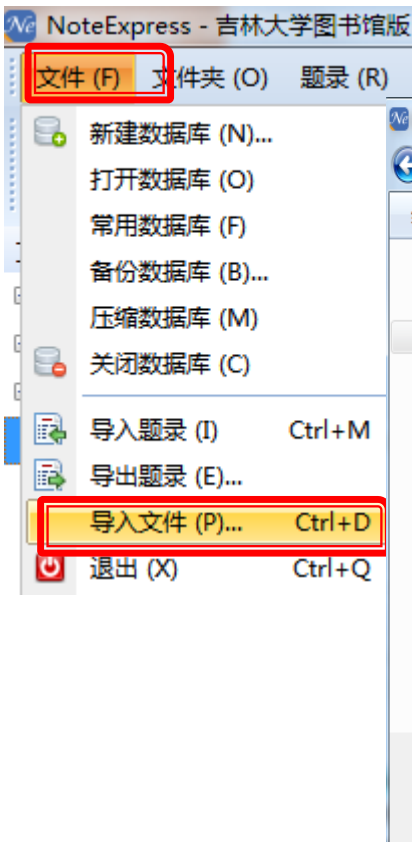 NoteExpress - 吉林大学图书馆版
文件 (F) 文件夹 (O) 题录 (R)
新建数据库 (N)...
打开数据库 (O)
常用数据库 (F)
备份数据库 (B)...
压缩数据库 (M)
关闭数据库 (C)
导入题录 (I) Ctrl+M
导出题录 (E)...
导入文件 (P)... Ctrl+D
退出 (X) Ctrl+Q